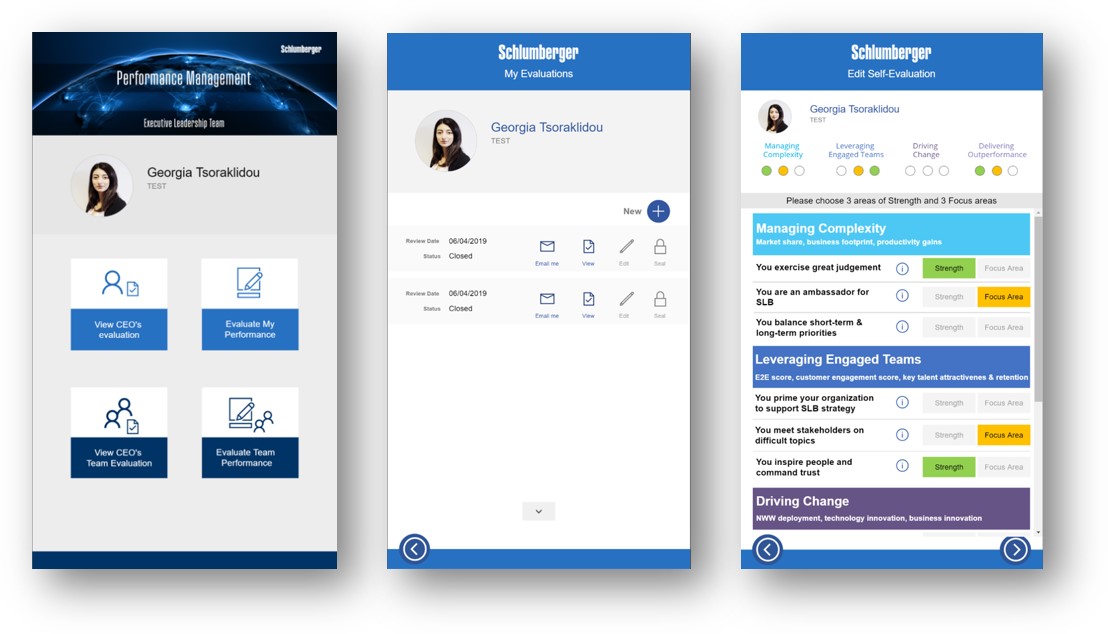 Schlumberger
Performance Management
Executive Leadership Team
Georgia Tsoraklidou
TEST
View CEO's
evaluation
Evaluate My
Performance
View CEO's
Team Evaluation
Evaluate Team
Performance
Schlumberger
My Evaluations
Georgia Tsoraklidou
TEST
New
Review Date 06/04/2019
Status Closed
Email me View Edit Seal
Review Date 06/04/2019
Status Closed
Email me View Edit Seal
Schlumberger
Edit Self-Evaluation
Georgia Tsoraklidou
TEST
Managing
Complexity
Leveraging
Engaged Teams
Driving
Change
Delivering
Outperformance
Please choose 3 areas of Strength and 3 Focus areas
Managing Complexity
Market share, business footprint, productivity gains
You exercise great judgement Strength Focus Area
You are an ambassador for
SLB
Strength Focus Area
You balance short-term &
long-term priorities
Strength Focus Area
Leveraging Engaged Teams
E2E score, customer engagement score, key talent attractivenes & retention
You prime your organization
to support SLB strategy
Strength Focus Area
You meet stakeholders on
difficult topics
Strength Focus Area
You inspire people and
command trust
Strength Focus Area
Driving Change
NWW deployment, technology innovation, business innovation